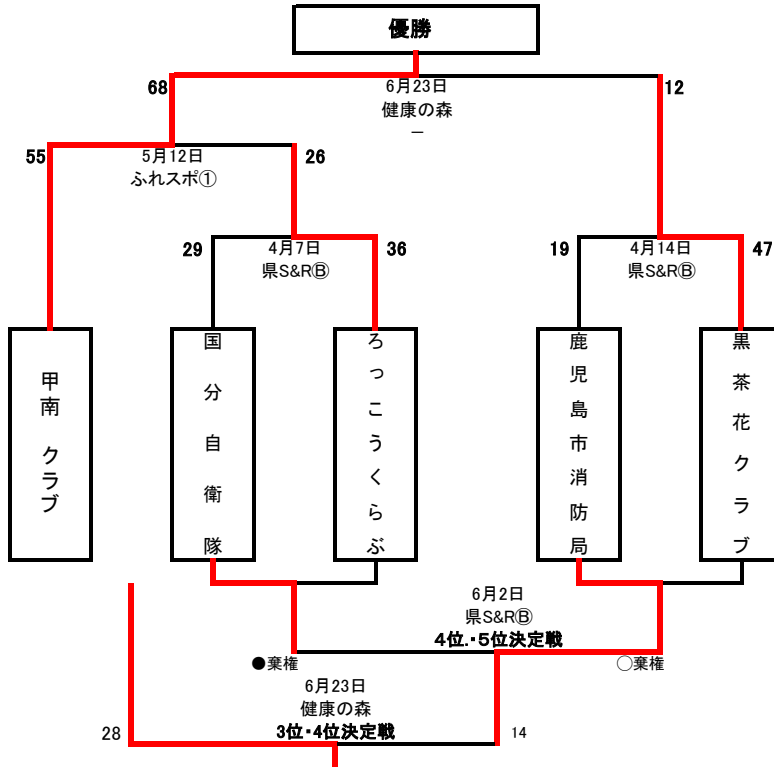 優勝
68
6月23日
12
健康の森
－
55
5月12日
26
ふれスポ①
29
4月7日
36
県S&RⒷ
19
4月14日
47
県S&RⒷ
甲南 クラブ
国分自衛隊
ろっこうくらぶ
鹿児島市消防局
黒茶花クラブ
6月2日
県S&RⒷ
4位.・5位決定戦
●棄権
○棄権
6月23日
健康の森
3位・4位決定戦
28
14